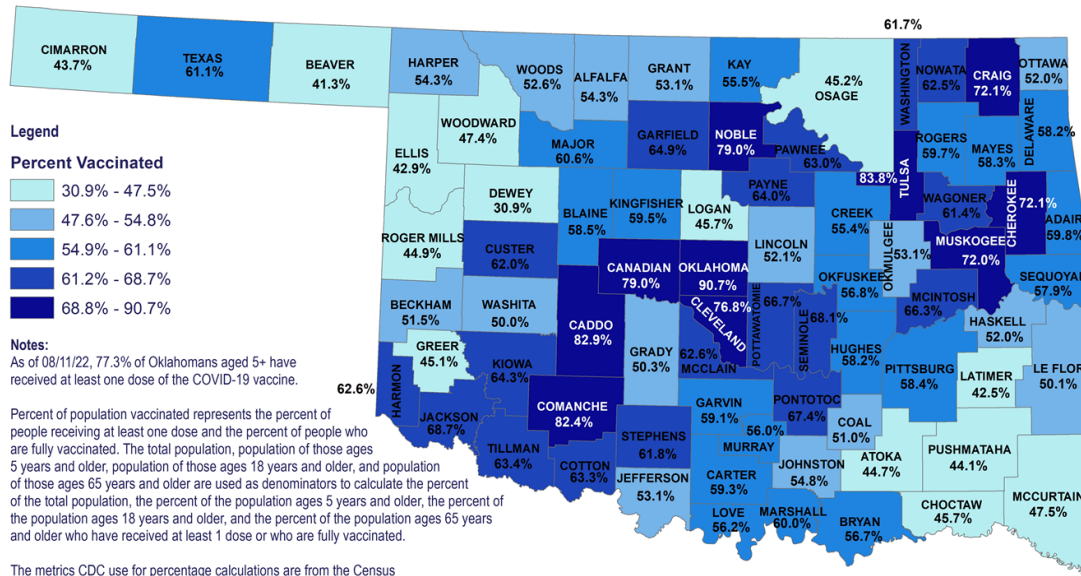 61.7%
CIMARRON
43.7%
TEXAS
61.1%
BEAVER
41.3%
HARPER
54.3%
WOODS
52.6%
ALFALFA
54.3%
GRANT
53.1%
KAY
55.5%
45.2%
OSAGE
WASHINGTON
NOWATA
62.5%
CRAIG
72.1%
OTTAWA
52.0%
WOODWARD
47.4%
ELLIS
42.9%
MAJOR
60.6%
GARFIELD
64.9%
NOBLE
79.0%
PAWNEE
63.0%
83.8%
TULSA
ROGERS
59.7%
MAYES
58.3%
DELAWARE
58.2%
DEWEY
30.9%
BLAINE
58.5%
KINGFISHER
59.5%
LOGAN
45.7%
PAYNE
64.0%
CREEK
55.4%
WAGONER
61.4%
CHEROKEE
72.1%
ADAIR
59.8%
ROGER MILLS
44.9%
CUSTER
62.0%
CANADIAN
79.0%
OKLAHOMA
90.7%
LINCOLN
52.1%
OKMULGEE
53.1%
MUSKOGEE
72.0%
OKFUSKEE
56.8%
SEQUOYAH
57.9%
BECKHAM
51.5%
WASHITA
50.0%
CADDO
82.9%
GRADY
50.3%
76.8%
CLEVELAND
62.6%
MCCLAIN
POTTAWATOMIE
66.7%
SEMINOLE
68.1%
HUGHES
58.2%
MCINTOSH
66.3%
HASKELL
52.0%
PITTSBURG
58.4%
LATIMER
42.5%
LE FLOR
50.1%
GREER
45.1%
KIOWA
64.3%
62.6%
HARMON
JACKSON
68.7%
TILLMAN
63.4%
COMANCHE
82.4%
COTTON
63.3%
STEPHENS
61.8%
JEFFERSON
53.1%
GARVIN
59.1%
56.0%
MURRAY
PONTOTOC
67.4%
COAL
51.0%
ATOKA
44.7%
PUSHMATAHA
44.1%
CARTER
59.3%
JOHNSTON
54.8%
LOVE
56.2%
MARSHALL
60.0%
BRYAN
56.7%
CHOCTAW
45.7%
MCCURTAIN
47.5%
Legend
Percent Vaccinated
30.9% - 47.5%
47.6% - 54.8%
54.9% - 61.1%
61.2% - 68.7%
68.8% - 90.7%
Notes:
As of 08/11/22, 77.3% of Oklahomans aged 5+ have
received at least one dose of the COVID-19 vaccine.
Percent of population vaccinated represents the percent of
people receiving at least one dose and the percent of people who
are fully vaccinated. The total population, population of those ages
5 years and older, population of those ages 18 years and older, and population
of those ages 65 years and older are used as denominators to calculate the percent
of the total population, the percent of the population ages 5 years and older, the percent of
the population ages 18 years and older, and the percent of the population ages 65 years
and older who have received at least 1 dose or who are fully vaccinated.
The metrics CDC use for percentage calculations are from the Census